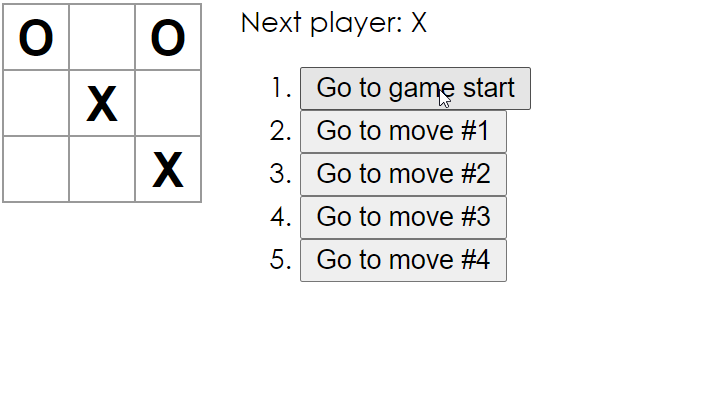 Next player: X
O O
X
X
1. Go to game start
2. Go to move #1
3. Go to move #2
4. Go to move #3
5. Go to move #4